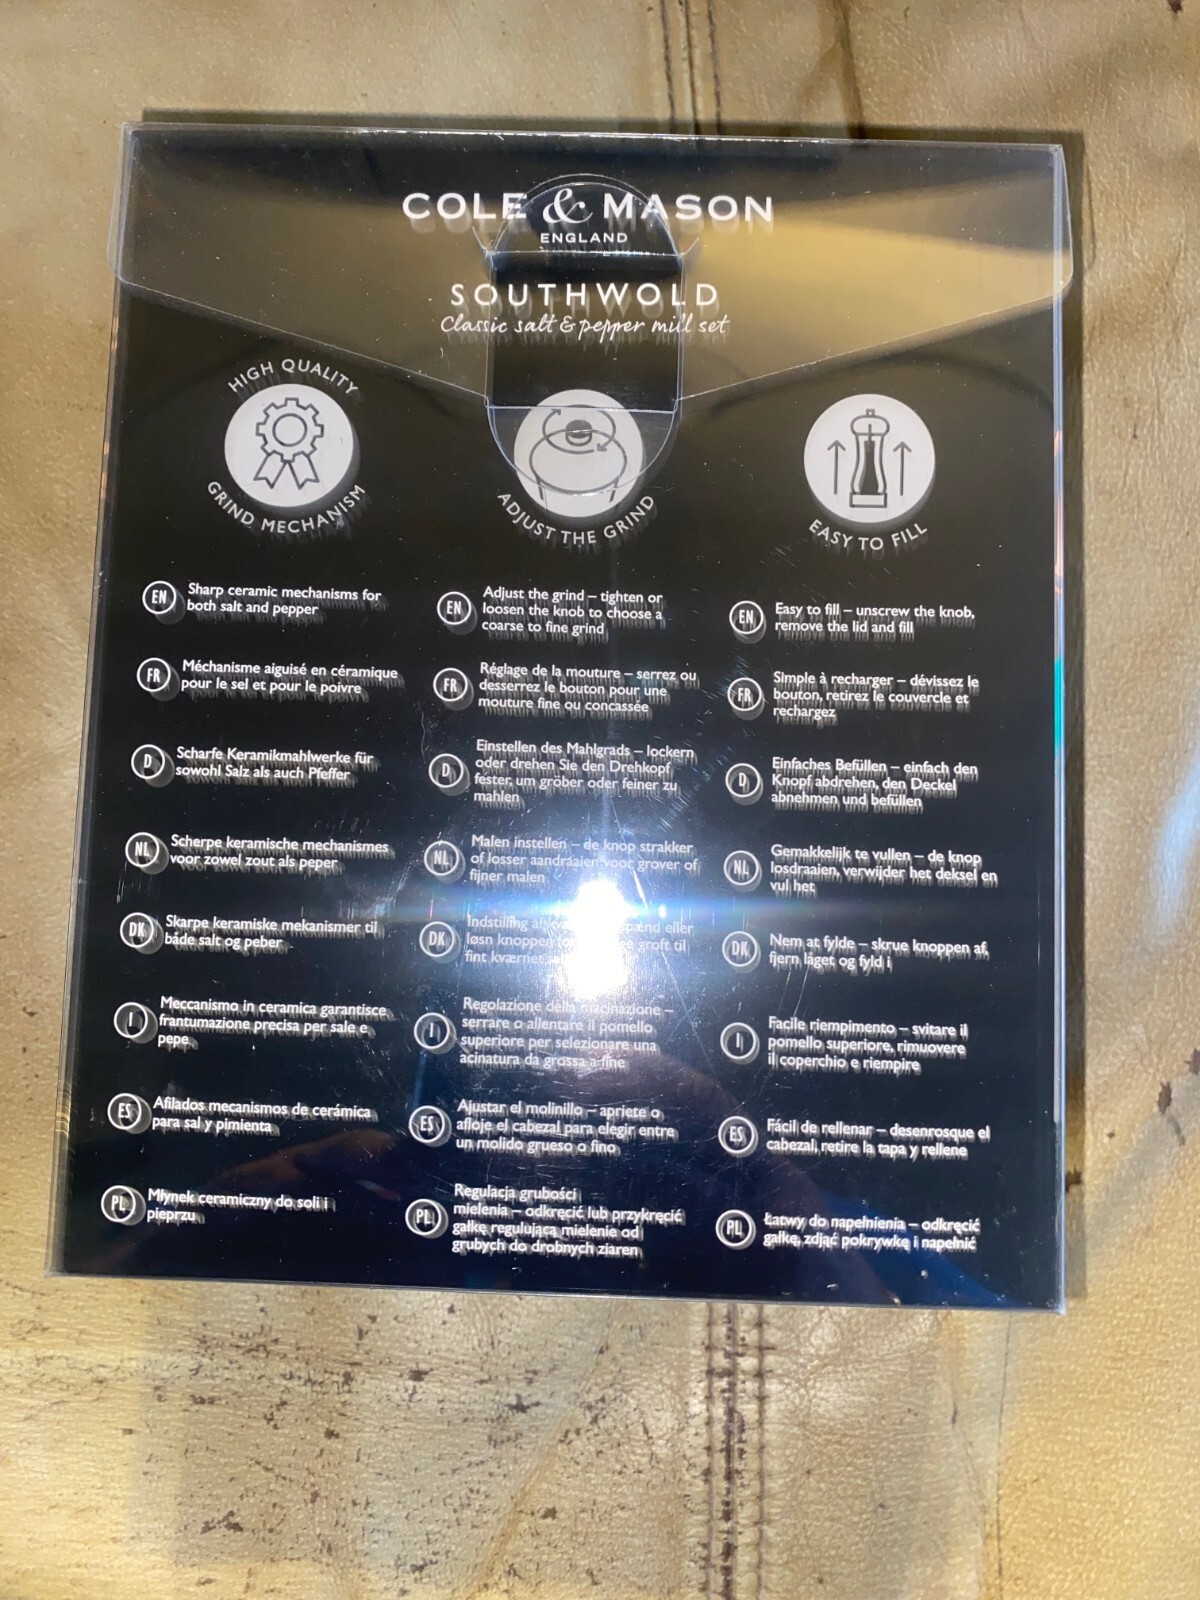 COLE & MASON
ENGLAND
SOUTHWOLD
Classic salt & pepper mill set
HIGH QUALITY
GRIND MECHANISM
ADJUST THE GRIND
EASY TO FILL
EN
Sharp ceramic mechanisms for
both salt and pepper
FR
Méchanisme aiguisé en céramique
pour le sel et pour le poivre
D
Scharfe Keramikmahlwerke für
sowohl Salz als auch Pfeffer
NL
Scherpe keramische mechanismes
voor zowel zout als peper
DK
Skarpe keramiske mekanismer til
både salt og peber
I
Meccanismo in ceramica garantisce
frantumazione precisa per sale e
pepe
ES
Afilados mecanismos de cerámica
para sal y pimienta
PL
Młynek ceramiczny do soli i
pieprzu
EN
Adjust the grind – tighten or
loosen the knob to choose a
coarse to fine grind
FR
Réglage de la mouture – serrez ou
desserrez le bouton pour une
mouture fine ou concassée
D
Einstellen des Mahlgrads – lockern
oder drehen Sie den Drehkopf
fester, um gröber oder feiner zu
mahlen
NL
Malen instellen – de knop strakker
of losser aandraaien voor grover of
fijner malen
DK
Indstilling af spænd eller
løsn knoppen groft til
fint kværnet
I
Regolazione della macinazione –
serrare o allentare il pomello
superiore per selezionare una
acinatura da grossa a fine
ES
Ajustar el molinillo – apriete o
afloje el cabezal para elegir entre
un molido grueso o fino
PL
Regulacja grubości
mielenia – odkręcić lub przykręcić
gałkę regulującą mielenie od
grubych do drobnych ziaren
EN
Easy to fill – unscrew the knob,
remove the lid and fill
FR
Simple à recharger – dévissez le
bouton, retirez le couvercle et
rechargez
D
Einfaches Befüllen – einfach den
Knopf abdrehen, den Deckel
abnehmen und befüllen
NL
Gemakkelijk te vullen – de knop
losdraaien, verwijder het deksel en
vul het
DK
Nem at fylde – skrue knoppen af,
fjern låget og fyld i
I
Facile riempimento – svitare il
pomello superiore, rimuovere
il coperchio e riempire
ES
Fácil de rellenar – desenrosque el
cabezal, retire la tapa y rellene
PL
Łatwy do napełnienia – odkręcić
gałkę, zdjąć pokrywkę i napełnić